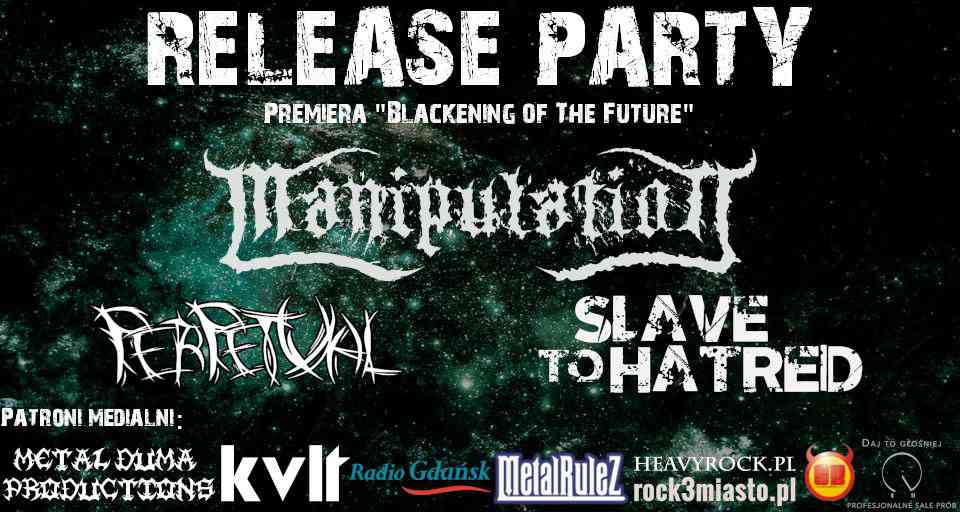 RELEASE PARTY
PREMIERA "BLACKENING OF THE FUTURE"
Manipulation
PERPETUAL
SLAVE
TO HATRED
PATRONI MEDIALNI:
METAL DUMA
PRODUCTIONS
kvlt
Radio Gdańsk
MetalRuleZ
HEAVYROCK.PL
rock3miasto.pl
DAJ TO GŁOŚNIEJ
PROFESJONALNE SALE PRÓB